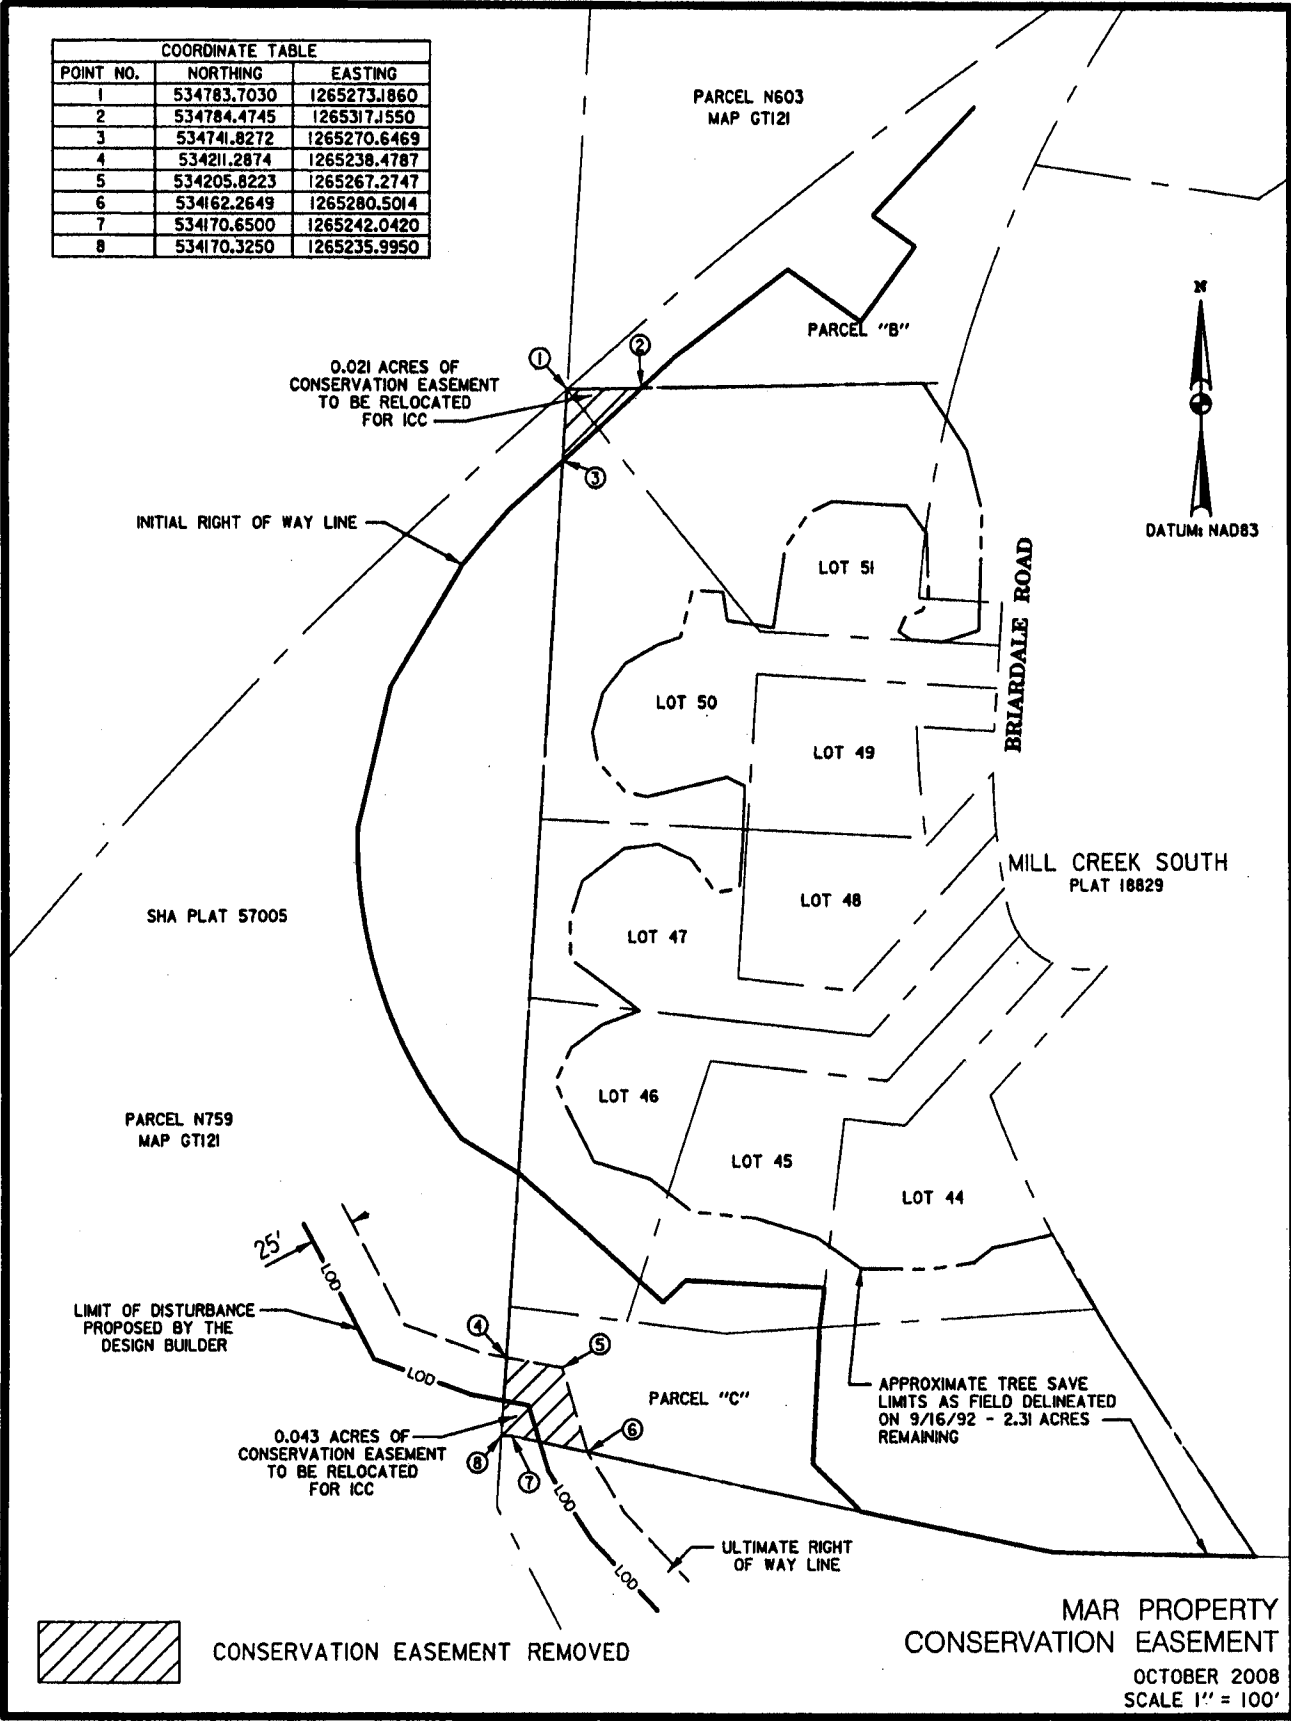 COORDINATE TABLE
POINT NO. NORTHING EASTING
1 534783.7030 1265273.1860
2 534784.4745 1265317.1550
3 534741.8272 1265270.6469
4 534211.2874 1265238.4787
5 534205.8223 1265267.2747
6 534162.2649 1265280.5014
7 534170.6500 1265242.0420
8 534170.3250 1265235.9950
PARCEL N603
MAP GT121
N
DATUM: NAD83
PARCEL "B"
1
2
3
0.021 ACRES OF
CONSERVATION EASEMENT
TO BE RELOCATED
FOR ICC
INITIAL RIGHT OF WAY LINE
LOT 51
BRIARDALE ROAD
LOT 50
LOT 49
MILL CREEK SOUTH
PLAT 18829
LOT 48
SHA PLAT 57005
LOT 47
LOT 46
PARCEL N759
MAP GT121
LOT 45
LOT 44
25'
LOD
LIMIT OF DISTURBANCE
PROPOSED BY THE
DESIGN BUILDER
4
5
LOD
PARCEL "C"
APPROXIMATE TREE SAVE
LIMITS AS FIELD DELINEATED
ON 9/16/92 - 2.31 ACRES
REMAINING
0.043 ACRES OF
CONSERVATION EASEMENT
TO BE RELOCATED
FOR ICC
6
8
7
LOD
LOD
ULTIMATE RIGHT
OF WAY LINE
CONSERVATION EASEMENT REMOVED
MAR PROPERTY
CONSERVATION EASEMENT
OCTOBER 2008
SCALE 1" = 100'